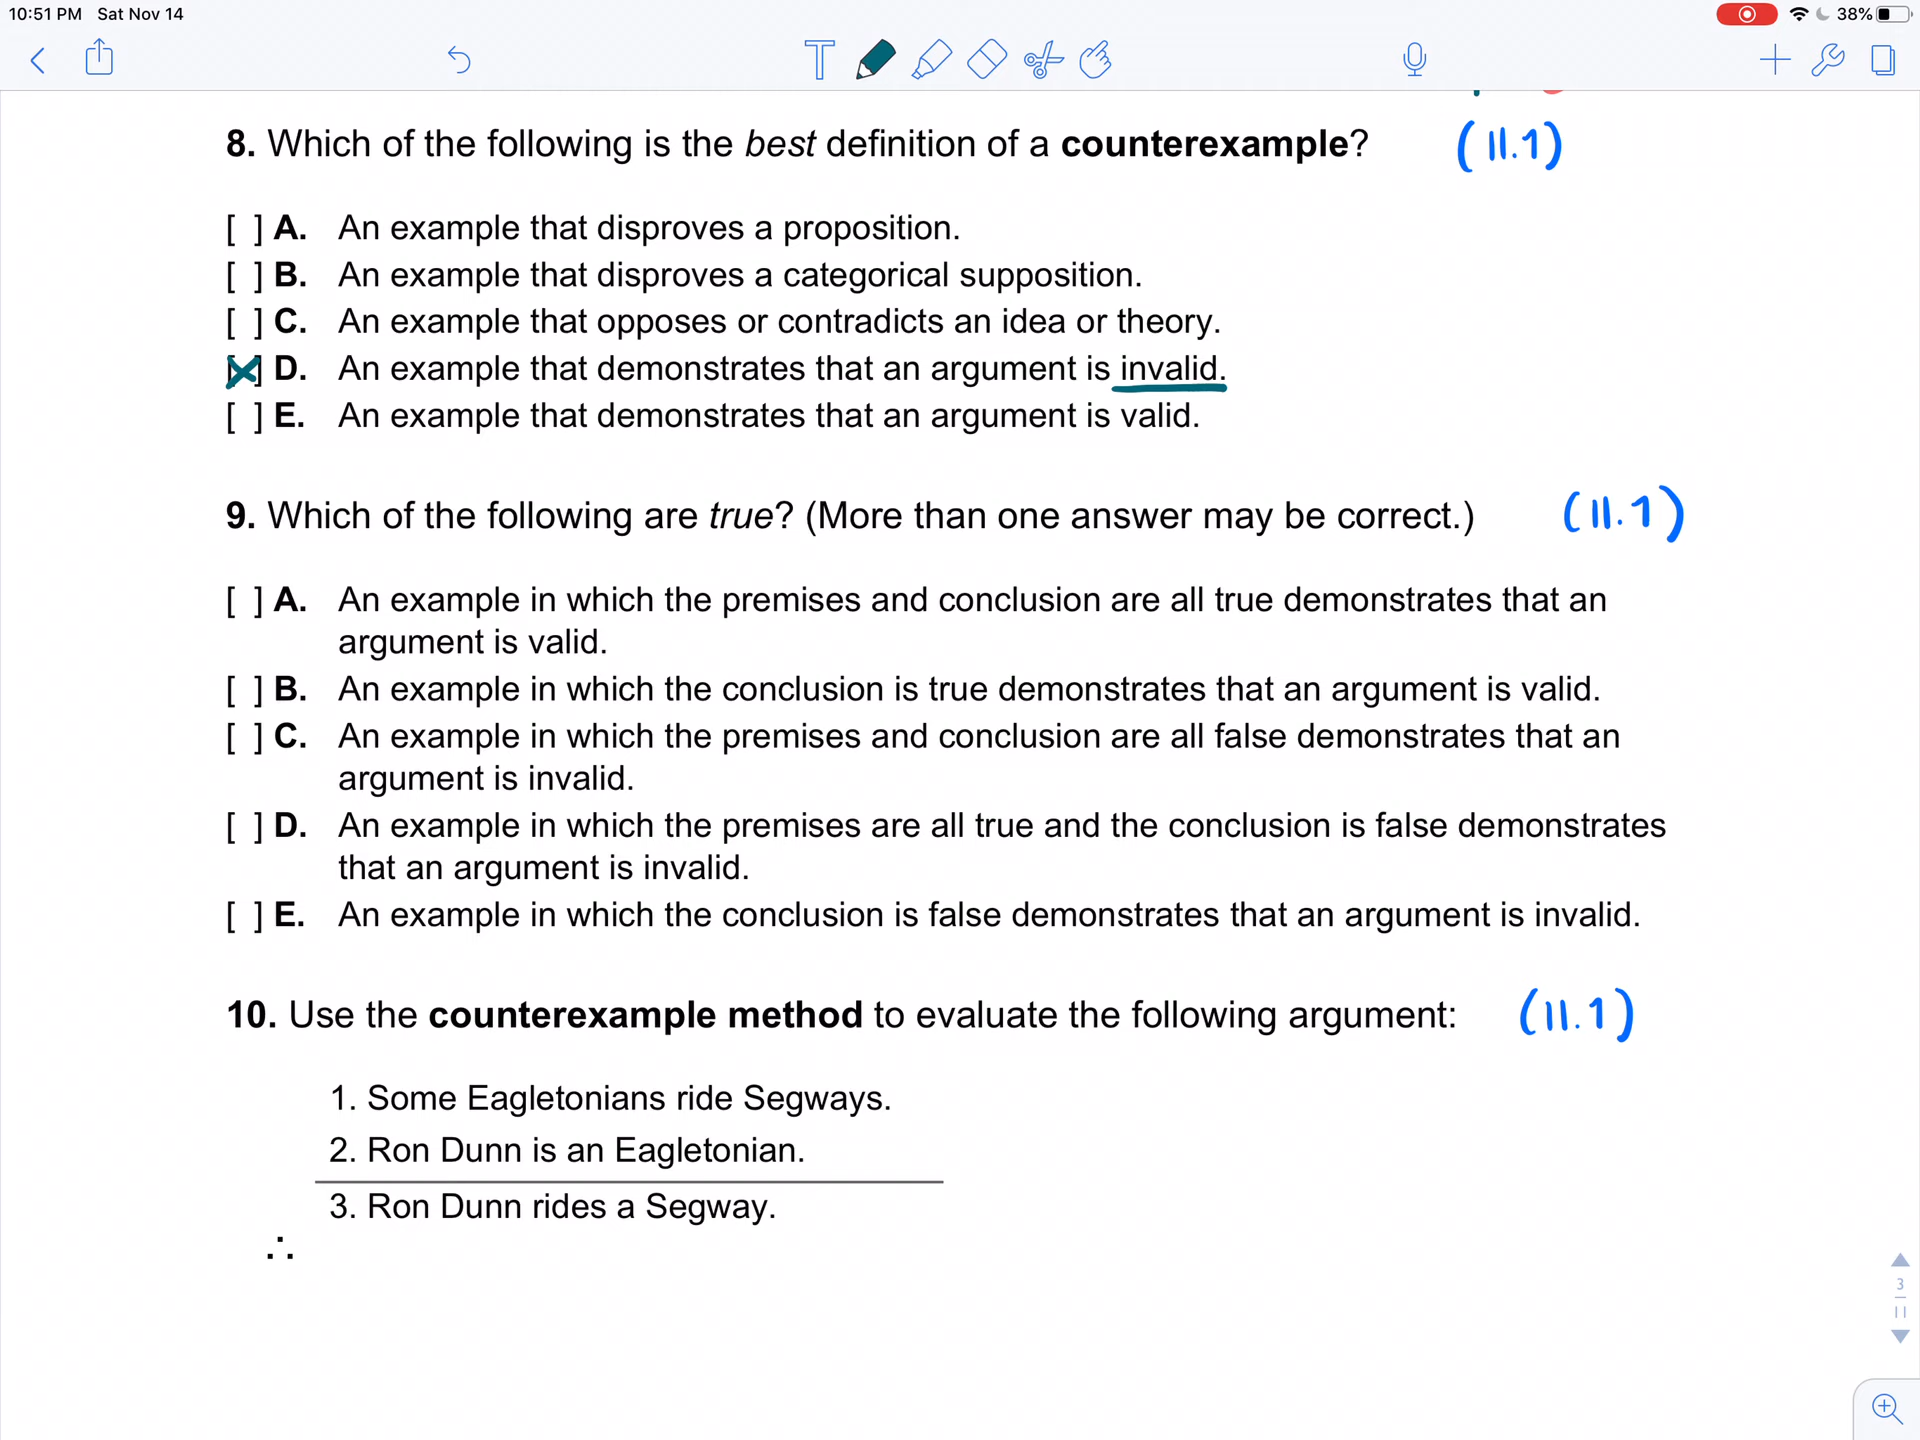 10:51 PM Sat Nov 14
38%
8. Which of the following is the best definition of a counterexample? (11.1)
[ ] A. An example that disproves a proposition.
[ ] B. An example that disproves a categorical supposition.
[ ] C. An example that opposes or contradicts an idea or theory.
[X] D. An example that demonstrates that an argument is invalid.
[ ] E. An example that demonstrates that an argument is valid.
9. Which of the following are true? (More than one answer may be correct.) (11.1)
[ ] A. An example in which the premises and conclusion are all true demonstrates that an
argument is valid.
[ ] B. An example in which the conclusion is true demonstrates that an argument is valid.
[ ] C. An example in which the premises and conclusion are all false demonstrates that an
argument is invalid.
[ ] D. An example in which the premises are all true and the conclusion is false demonstrates
that an argument is invalid.
[ ] E. An example in which the conclusion is false demonstrates that an argument is invalid.
10. Use the counterexample method to evaluate the following argument: (11.1)
1. Some Eagletonians ride Segways.
2. Ron Dunn is an Eagletonian.
3. Ron Dunn rides a Segway.
∴
3
11